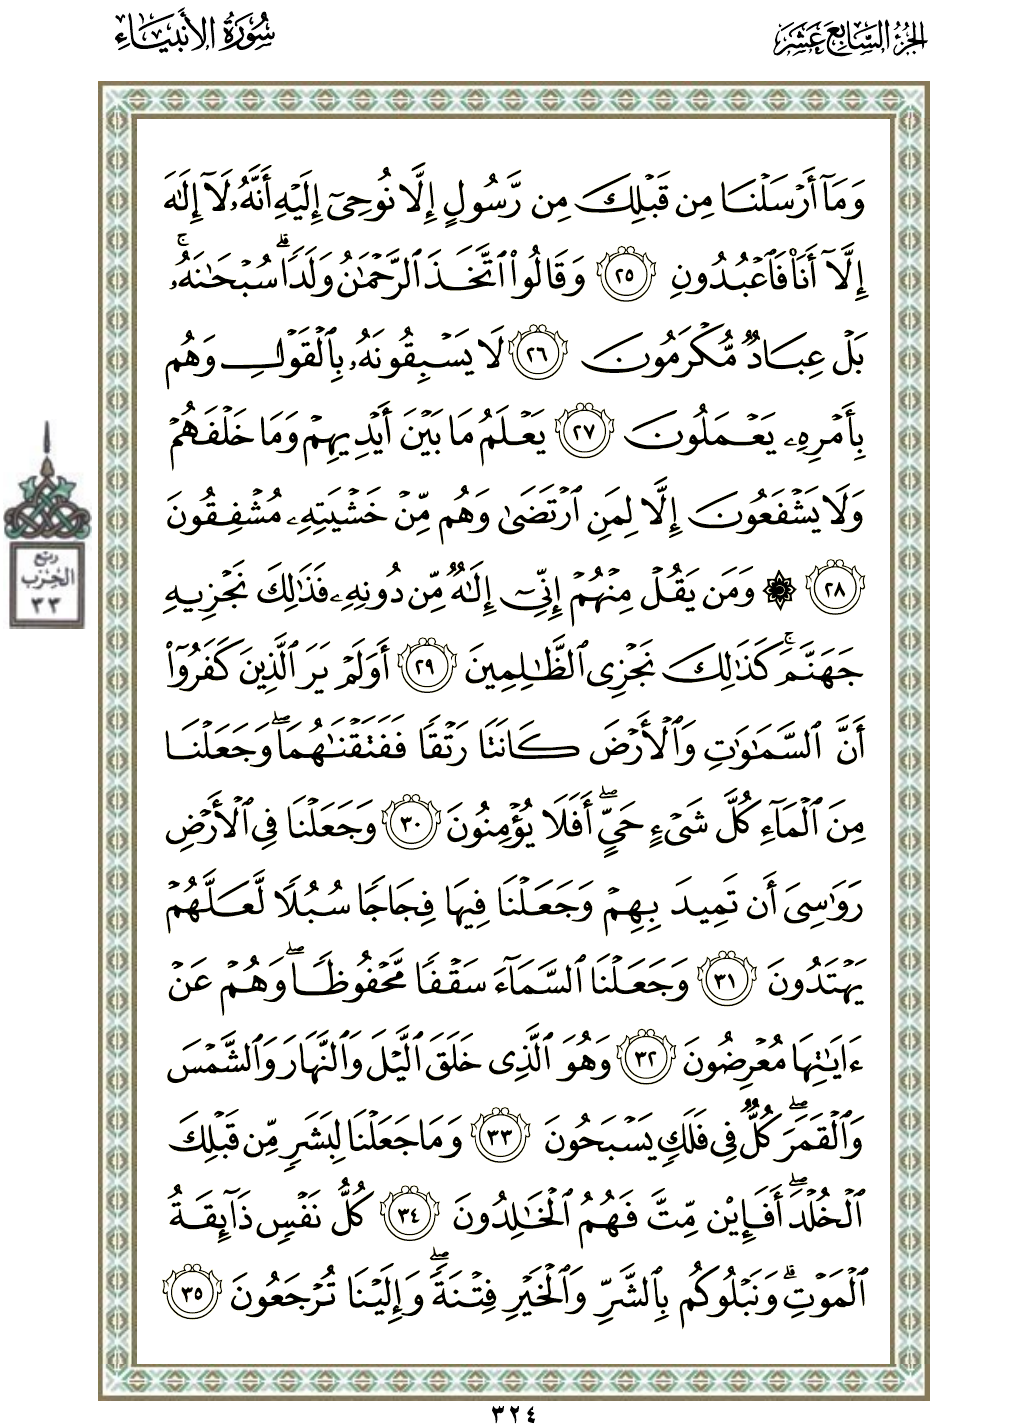 الجزء السابع عشر
سورة الأنبياء
وَمَآ أَرْسَلْنَا مِن قَبْلِكَ مِن رَّسُولٍ إِلَّا نُوحِىٓ إِلَيْهِ أَنَّهُۥ لَآ إِلَٰهَ
إِلَّآ أَنَا۠ فَٱعْبُدُونِ ٢٥ وَقَالُوا۟ ٱتَّخَذَ ٱلرَّحْمَٰنُ وَلَدًا ۗ سُبْحَٰنَهُۥ ۚ
بَلْ عِبَادٌ مُّكْرَمُونَ ٢٦ لَا يَسْبِقُونَهُۥ بِٱلْقَوْلِ وَهُم
بِأَمْرِهِۦ يَعْمَلُونَ ٢٧ يَعْلَمُ مَا بَيْنَ أَيْدِيهِمْ وَمَا خَلْفَهُمْ
وَلَا يَشْفَعُونَ إِلَّا لِمَنِ ٱرْتَضَىٰ وَهُم مِّنْ خَشْيَتِهِۦ مُشْفِقُونَ
٢٨ ۞ وَمَن يَقُلْ مِنْهُمْ إِنِّىٓ إِلَٰهٌ مِّن دُونِهِۦ فَذَٰلِكَ نَجْزِيهِ
جَهَنَّمَ ۚ كَذَٰلِكَ نَجْزِى ٱلظَّٰلِمِينَ ٢٩ أَوَلَمْ يَرَ ٱلَّذِينَ كَفَرُوٓا۟
أَنَّ ٱلسَّمَٰوَٰتِ وَٱلْأَرْضَ كَانَتَا رَتْقًا فَفَتَقْنَٰهُمَا ۖ وَجَعَلْنَا
مِنَ ٱلْمَآءِ كُلَّ شَىْءٍ حَىٍّ ۖ أَفَلَا يُؤْمِنُونَ ٣٠ وَجَعَلْنَا فِى ٱلْأَرْضِ
رَوَٰسِىَ أَن تَمِيدَ بِهِمْ وَجَعَلْنَا فِيهَا فِجَاجًا سُبُلًا لَّعَلَّهُمْ
يَهْتَدُونَ ٣١ وَجَعَلْنَا ٱلسَّمَآءَ سَقْفًا مَّحْفُوظًا ۖ وَهُمْ عَنْ
ءَايَٰتِهَا مُعْرِضُونَ ٣٢ وَهُوَ ٱلَّذِى خَلَقَ ٱلَّيْلَ وَٱلنَّهَارَ وَٱلشَّمْسَ
وَٱلْقَمَرَ ۖ كُلٌّ فِى فَلَكٍ يَسْبَحُونَ ٣٣ وَمَا جَعَلْنَا لِبَشَرٍ مِّن قَبْلِكَ
ٱلْخُلْدَ ۖ أَفَإِي۟ن مِّتَّ فَهُمُ ٱلْخَٰلِدُونَ ٣٤ كُلُّ نَفْسٍ ذَآئِقَةُ
ٱلْمَوْتِ ۗ وَنَبْلُوكُم بِٱلشَّرِّ وَٱلْخَيْرِ فِتْنَةً ۖ وَإِلَيْنَا تُرْجَعُونَ ٣٥
ربع
الحزب
٣٣
٣٢٤